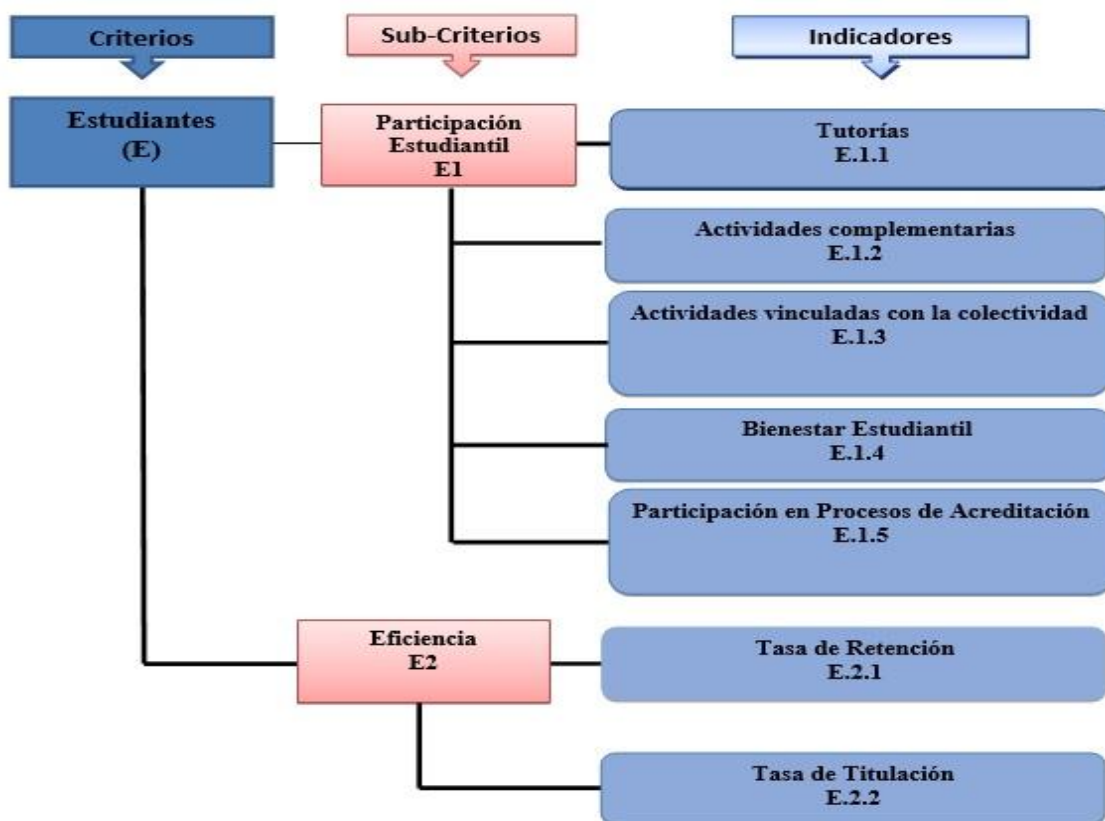 Criterios
Sub-Criterios
Indicadores
Estudiantes
(E)
Participación
Estudiantil
E1
Tutorías
E.1.1
Actividades complementarias
E.1.2
Actividades vinculadas con la colectividad
E.1.3
Bienestar Estudiantil
E.1.4
Participación en Procesos de Acreditación
E.1.5
Eficiencia
E2
Tasa de Retención
E.2.1
Tasa de Titulación
E.2.2